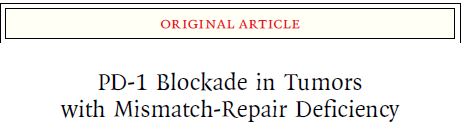 ORIGINAL ARTICLE
PD-1 Blockade in Tumors
with Mismatch-Repair Deficiency